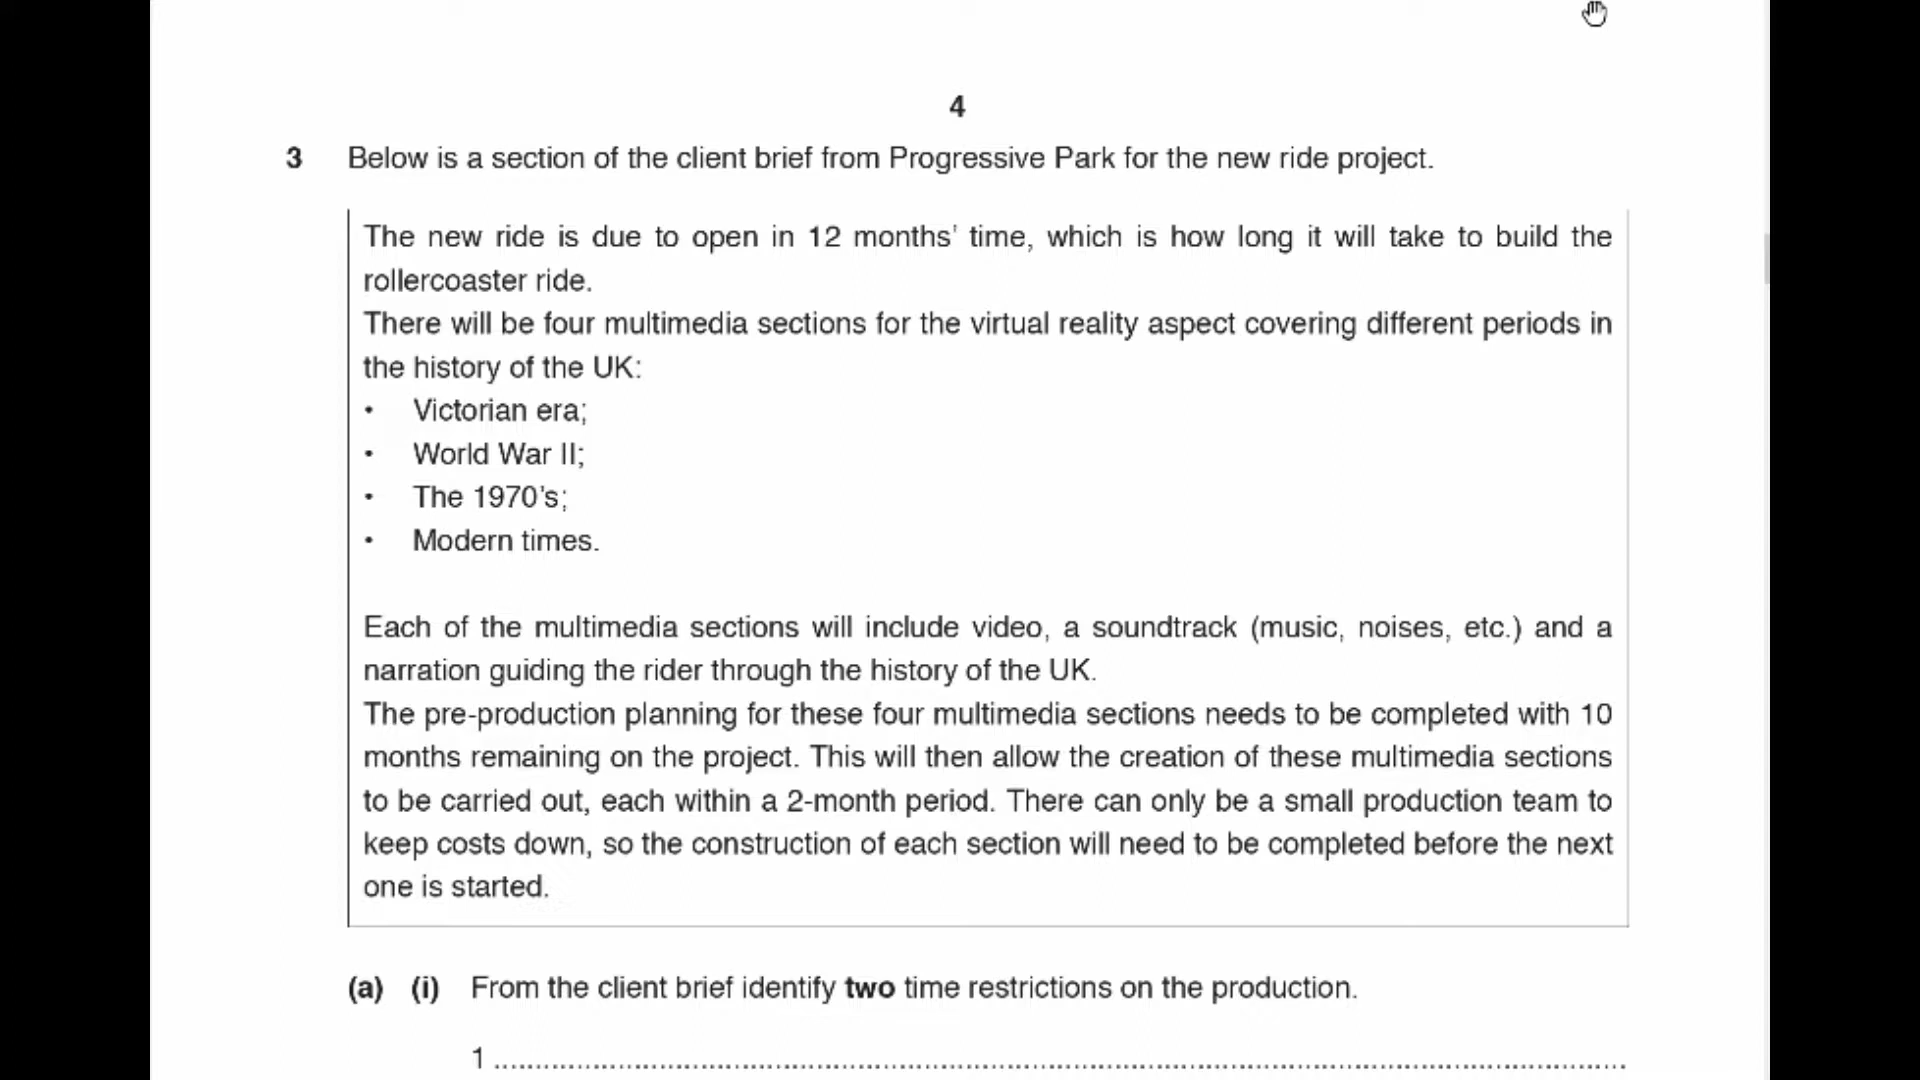 4
3 Below is a section of the client brief from Progressive Park for the new ride project.
The new ride is due to open in 12 months' time, which is how long it will take to build the
rollercoaster ride.
There will be four multimedia sections for the virtual reality aspect covering different periods in
the history of the UK:
• Victorian era;
• World War II;
• The 1970's;
• Modern times.
Each of the multimedia sections will include video, a soundtrack (music, noises, etc.) and a
narration guiding the rider through the history of the UK.
The pre-production planning for these four multimedia sections needs to be completed with 10
months remaining on the project. This will then allow the creation of these multimedia sections
to be carried out, each within a 2-month period. There can only be a small production team to
keep costs down, so the construction of each section will need to be completed before the next
one is started.
(a) (i) From the client brief identify two time restrictions on the production.
1 ................................................................................